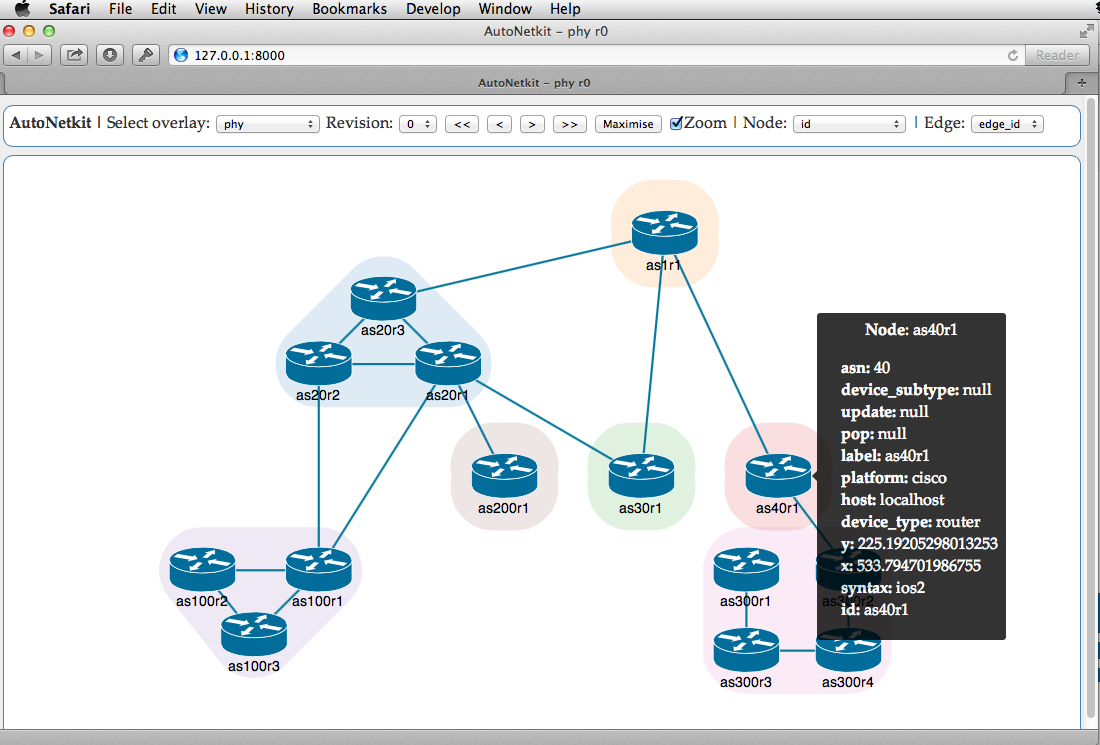 Safari File Edit View History Bookmarks Develop Window Help
AutoNetkit – phy r0
127.0.0.1:8000 Reader
AutoNetkit – phy r0
AutoNetkit | Select overlay: phy Revision: 0 << < > >> Maximise Zoom | Node: id | Edge: edge_id
as1r1
as20r3
as20r2 as20r1
as200r1 as30r1 as40r1
as100r2 as100r1 as300r1 as300r2
as100r3 as300r3 as300r4
Node: as40r1
asn: 40
device_subtype: null
update: null
pop: null
label: as40r1
platform: cisco
host: localhost
device_type: router
y: 225.19205298013253
x: 533.794701986755
syntax: ios2
id: as40r1